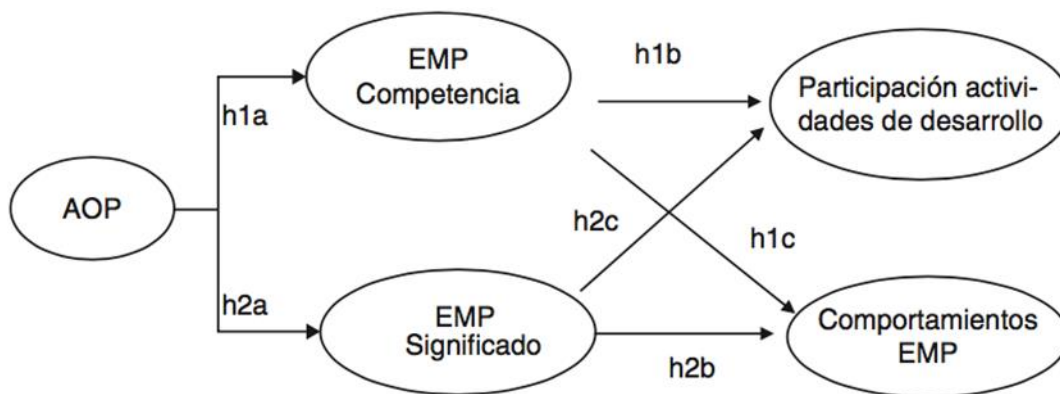 EMP
Competencia
h1b
Participación activi-
dades de desarrollo
h1a
AOP
h2c
h1c
h2a
EMP
Significado
Comportamientos
EMP
h2b